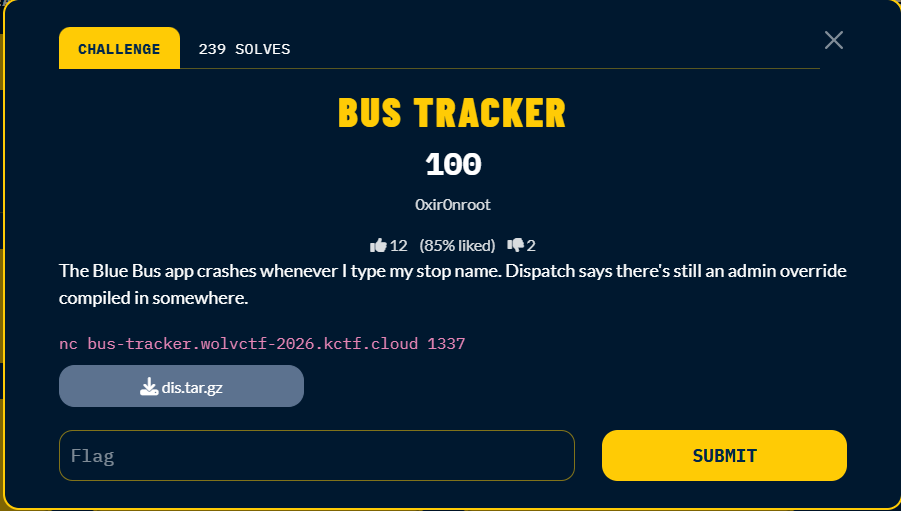 CHALLENGE
239 SOLVES
BUS TRACKER
100
0xir0nroot
12 (85% liked) 2
The Blue Bus app crashes whenever I type my stop name. Dispatch says there's still an admin override
compiled in somewhere.
nc bus-tracker.wolvctf-2026.kctf.cloud 1337
dis.tar.gz
Flag
SUBMIT